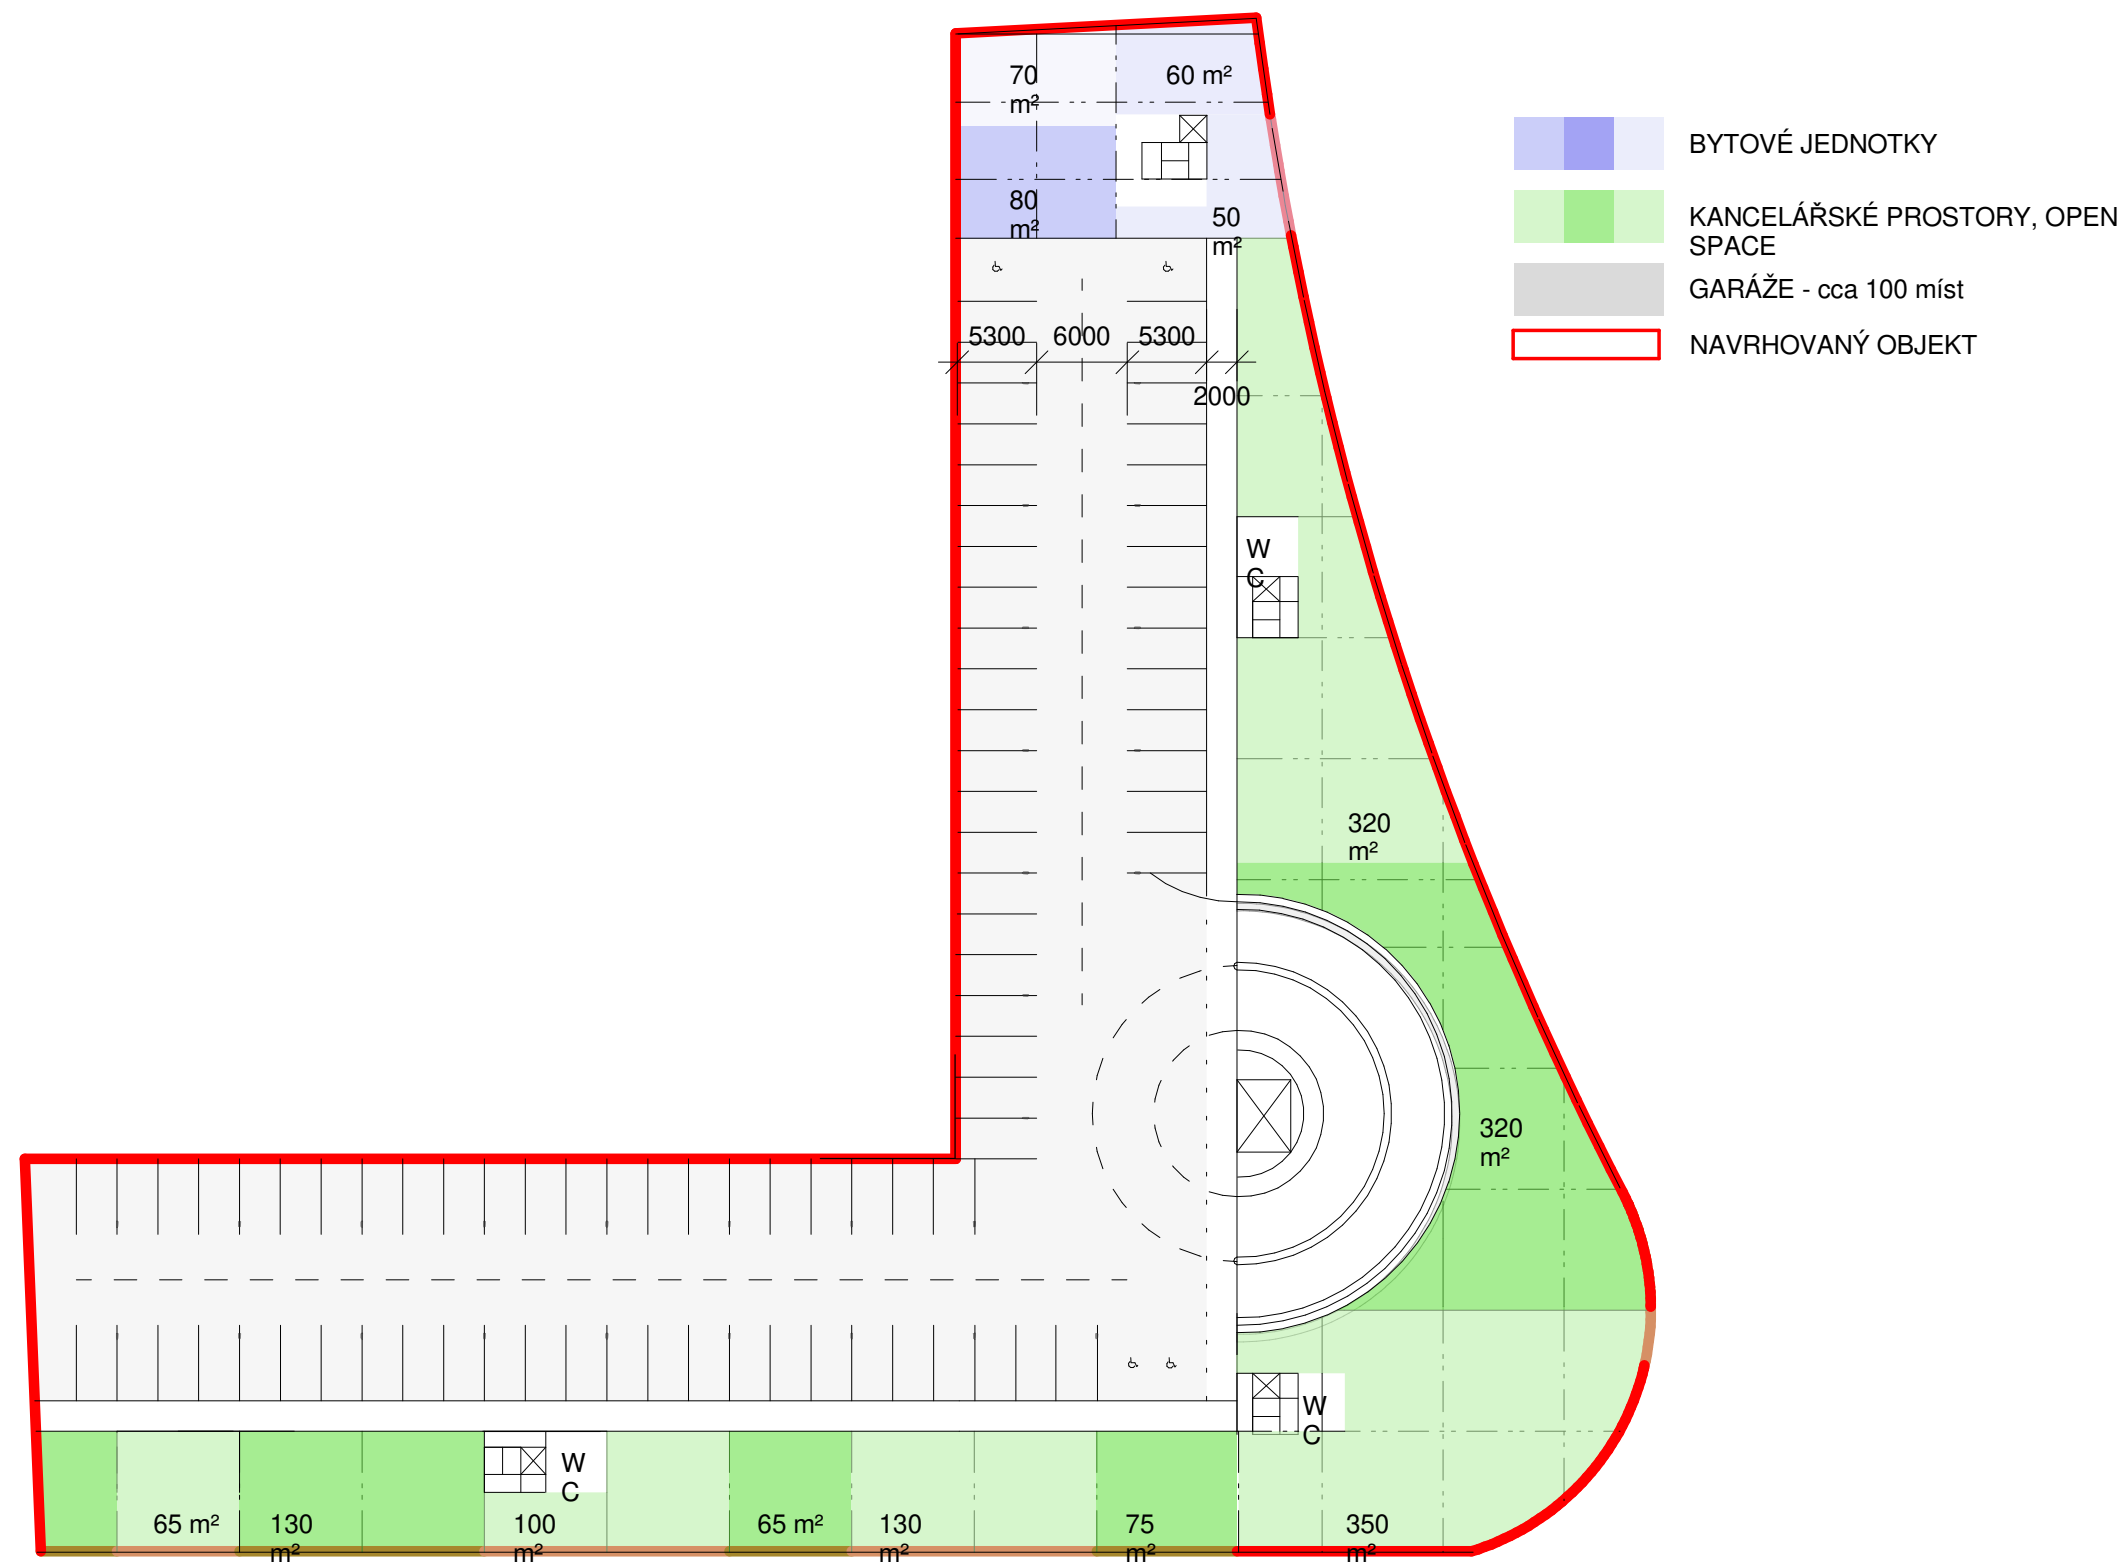 70
m²
60 m²
80
m²
50
m²
BYTOVÉ JEDNOTKY
KANCELÁŘSKÉ PROSTORY, OPEN
SPACE
GARÁŽE - cca 100 míst
NAVRHOVANÝ OBJEKT
5300
6000
5300
2000
W
C
320
m²
320
m²
W
C
W
C
65 m²
130
m²
100
m²
65 m²
130
m²
75
m²
350
m²